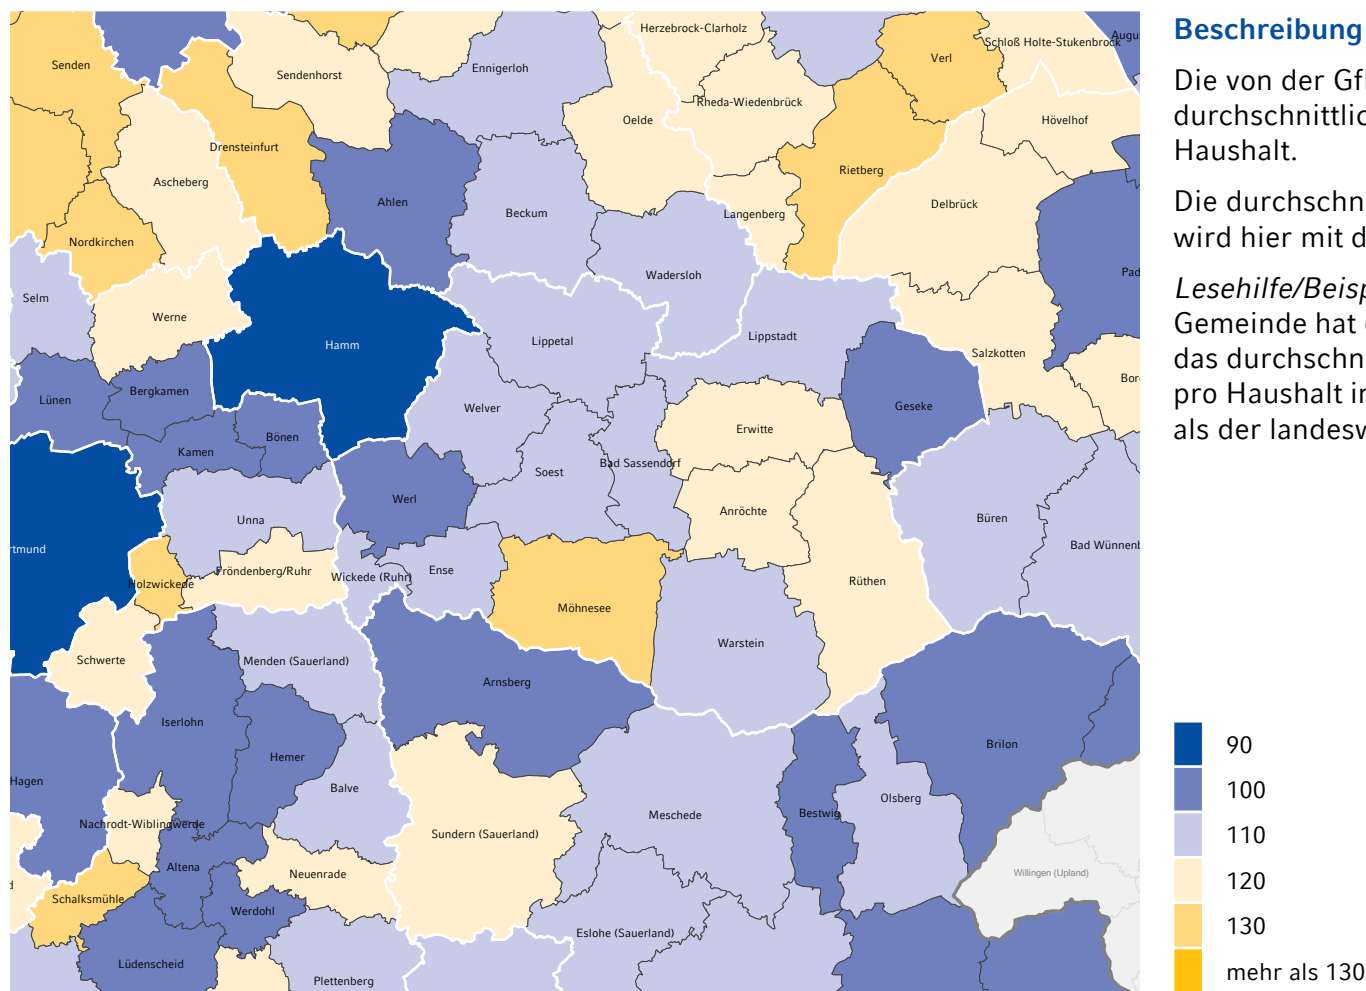 Beschreibung
Die von der Gf
durchschnittlic
Haushalt.
Die durchschn
wird hier mit d
Lesehilfe/Beisp
Gemeinde hat
das durchschn
pro Haushalt i
als der landesw
90
100
110
120
130
mehr als 130
Herzebrock-Clarholz
Schloß Holte-Stukenbrock
Augu
Senden
Sendenhorst
Ennigerloh
Verl
Rheda-Wiedenbrück
Oelde
Hövelhof
Drensteinfurt
Ascheberg
Rietberg
Ahlen
Beckum
Langenberg
Delbrück
Nordkirchen
Wadersloh
Pad
Selm
Werne
Hamm
Lippetal
Lippstadt
Salzkotten
Lünen
Bergkamen
Bor
Welver
Geseke
Kamen
Bönen
Erwitte
Soest
Bad Sassendorf
Werl
Unna
Anröchte
Büren
rtmund
Bad Wünnenb
Holzwickede
Fröndenberg/Ruhr
Wickede (Ruhr)
Ense
Rüthen
Möhnesee
Warstein
Schwerte
Menden (Sauerland)
Arnsberg
Iserlohn
Brilon
Hemer
Hagen
Balve
Olsberg
Meschede
Bestwig
Nachrodt-Wiblingwerde
Sundern (Sauerland)
Altena
Neuenrade
Willingen (Upland)
d
Schalksmühle
Werdohl
Eslohe (Sauerland)
Lüdenscheid
Plettenberg